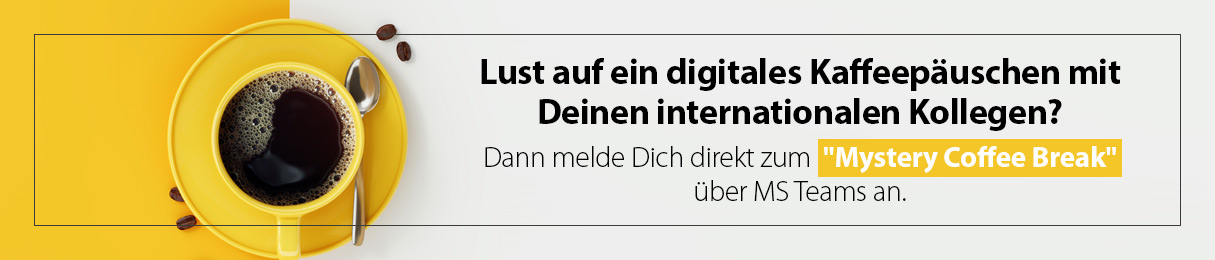 Lust auf ein digitales Kaffeepäuschen mit
Deinen internationalen Kollegen?
Dann melde Dich direkt zum "Mystery Coffee Break"
über MS Teams an.